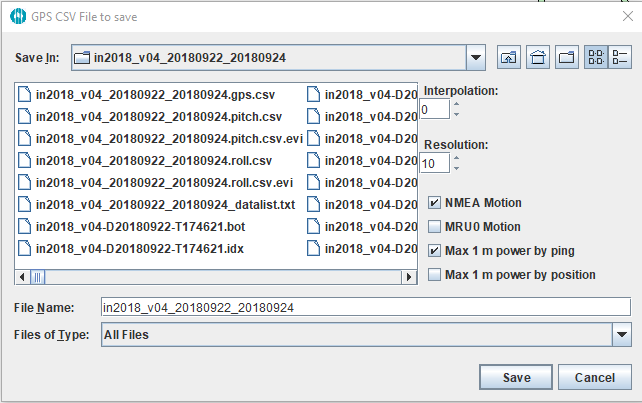 GPS CSV File to save
Save In: in2018_v04_20180922_20180924
in2018_v04_20180922_20180924.gps.csv in2018_v04-D20
in2018_v04_20180922_20180924.pitch.csv in2018_v04-D20
in2018_v04_20180922_20180924.pitch.csv.evi in2018_v04-D20
in2018_v04_20180922_20180924.roll.csv in2018_v04-D20
in2018_v04_20180922_20180924.roll.csv.evi in2018_v04-D20
in2018_v04_20180922_20180924_datalist.txt in2018_v04-D20
in2018_v04-D20180922-T174621.bot in2018_v04-D20
in2018_v04-D20180922-T174621.idx in2018_v04-D20
Interpolation:
0
Resolution:
10
NMEA Motion
MRU0 Motion
Max 1 m power by ping
Max 1 m power by position
File Name: in2018_v04_20180922_20180924
Files of Type: All Files
Save Cancel